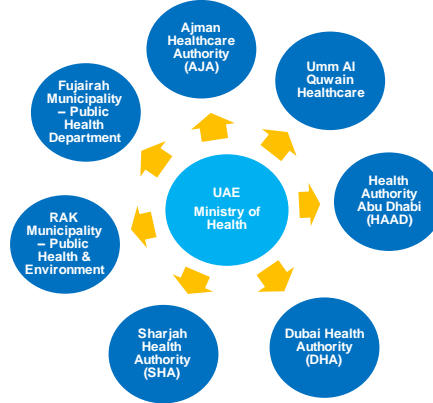 Ajman
Healthcare
Authority
(AJA)
Umm Al
Quwain
Healthcare
Fujairah
Municipality
– Public
Health
Department
UAE
Ministry of
Health
Health
Authority
Abu Dhabi
(HAAD)
RAK
Municipality
– Public
Health &
Environment
Sharjah
Health
Authority
(SHA)
Dubai Health
Authority
(DHA)